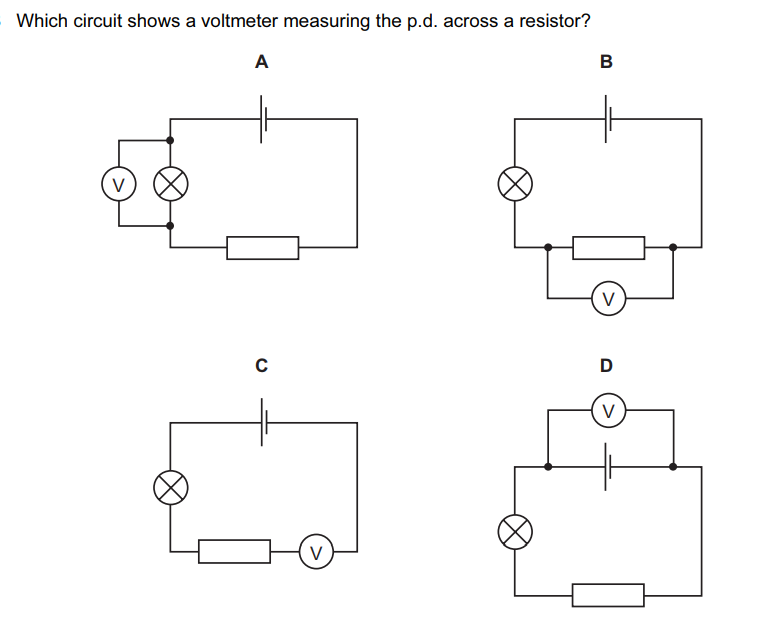 Which circuit shows a voltmeter measuring the p.d. across a resistor?
A
B
V
V
C
D
V
V